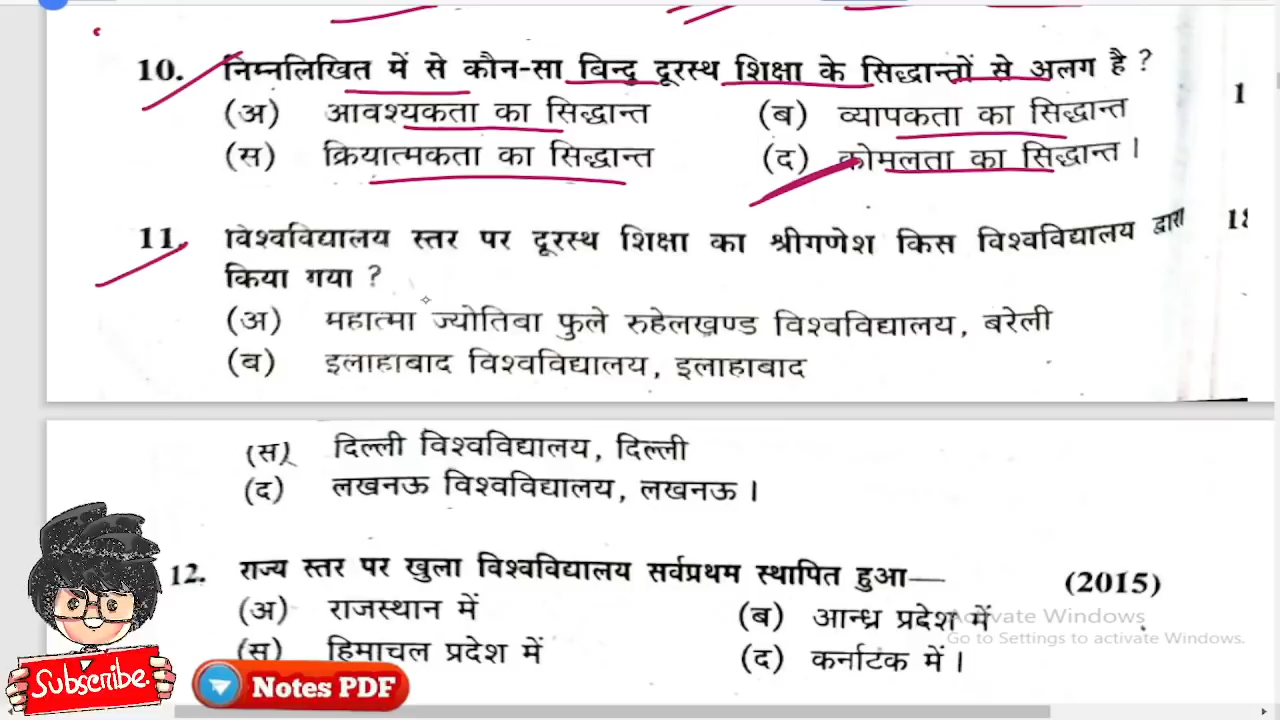 10. निम्नलिखित में से कौन-सा बिन्दु दूरस्थ शिक्षा के सिद्धान्तों से अलग है ?
(अ) आवश्यकता का सिद्धान्त (ब) व्यापकता का सिद्धान्त
1
(स) क्रियात्मकता का सिद्धान्त (द) कोमलता का सिद्धान्त ।
11. विश्वविद्यालय स्तर पर दूरस्थ शिक्षा का श्रीगणेश किस विश्वविद्यालय द्वारा
किया गया ?
(अ) महात्मा ज्योतिबा फुले रुहेलखण्ड विश्वविद्यालय, बरेली
(ब) इलाहाबाद विश्वविद्यालय, इलाहाबाद
(स) दिल्ली विश्वविद्यालय, दिल्ली
(द) लखनऊ विश्वविद्यालय, लखनऊ ।
12. राज्य स्तर पर खुला विश्वविद्यालय सर्वप्रथम स्थापित हुआ— (2015)
(अ) राजस्थान में (ब) आन्ध्र प्रदेश में
(स) हिमाचल प्रदेश में (द) कर्नाटक में ।
Activate Windows
Go to Settings to activate Windows.
Subscribe.
Notes PDF